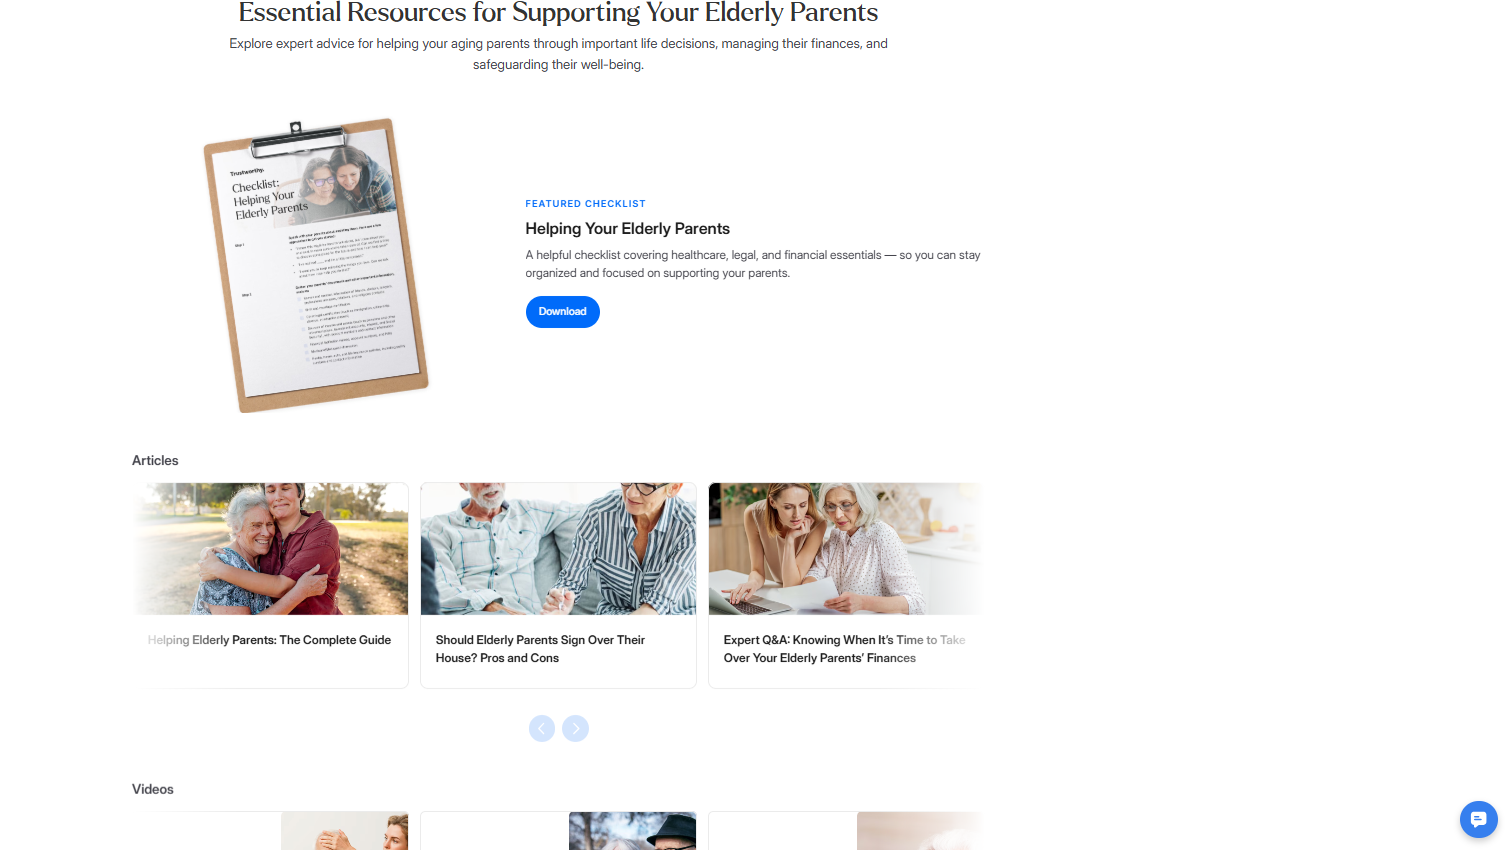 Essential Resources for Supporting Your Elderly Parents
Explore expert advice for helping your aging parents through important life decisions, managing their finances, and
safeguarding their well-being.
Trustworthy.
Checklist:
Helping Your
Elderly Parents
FEATURED CHECKLIST
Helping Your Elderly Parents
A helpful checklist covering healthcare, legal, and financial essentials — so you can stay
organized and focused on supporting your parents.
Download
Articles
Helping Elderly Parents: The Complete Guide
Should Elderly Parents Sign Over Their
House? Pros and Cons
Expert Q&A: Knowing When It's Time to Take
Over Your Elderly Parents' Finances
Videos